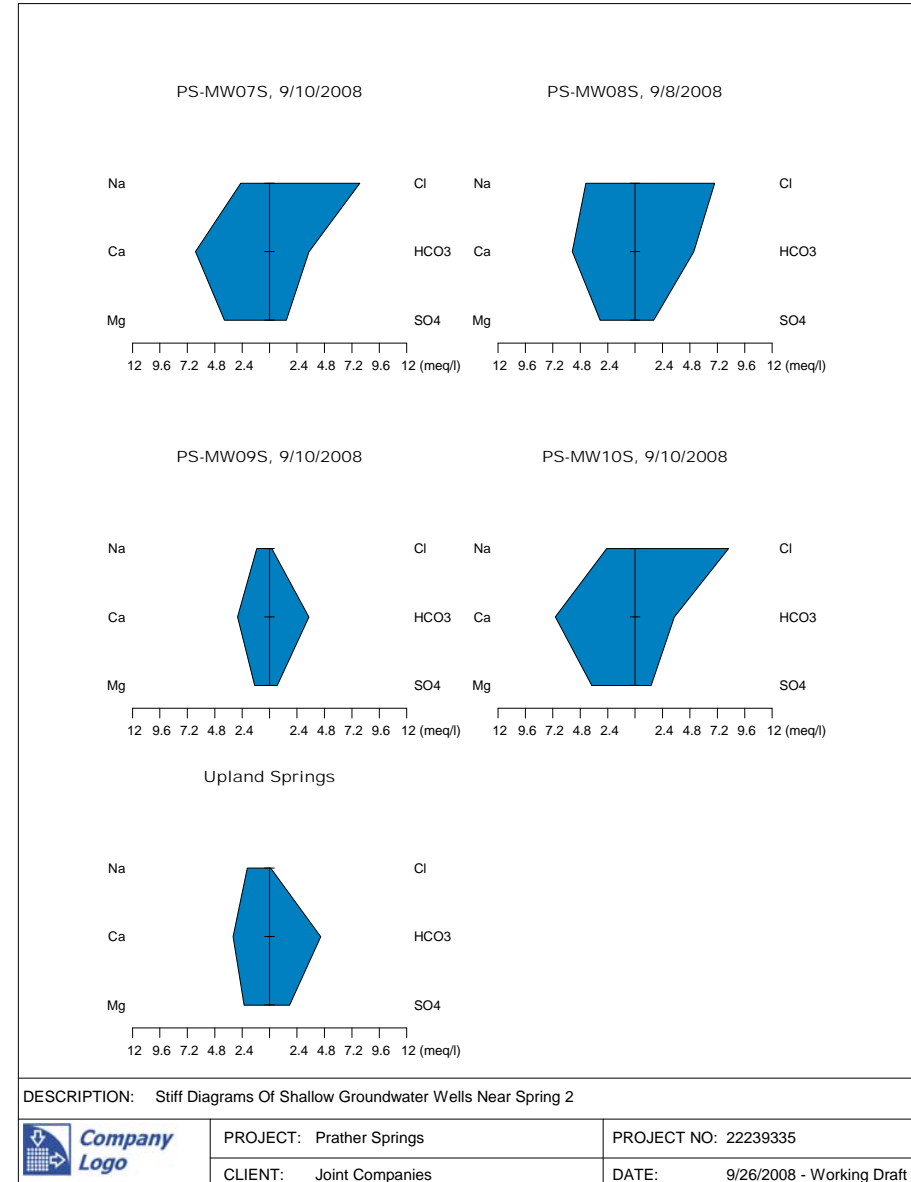 PS-MW07S, 9/10/2008 PS-MW08S, 9/8/2008
Na Cl Na Cl
Ca HCO3 Ca HCO3
Mg SO4 Mg SO4
12 9.6 7.2 4.8 2.4 2.4 4.8 7.2 9.6 12 (meq/l) 12 9.6 7.2 4.8 2.4 2.4 4.8 7.2 9.6 12 (meq/l)
PS-MW09S, 9/10/2008 PS-MW10S, 9/10/2008
Na Cl Na Cl
Ca HCO3 Ca HCO3
Mg SO4 Mg SO4
12 9.6 7.2 4.8 2.4 2.4 4.8 7.2 9.6 12 (meq/l) 12 9.6 7.2 4.8 2.4 2.4 4.8 7.2 9.6 12 (meq/l)
Upland Springs
Na Cl
Ca HCO3
Mg SO4
12 9.6 7.2 4.8 2.4 2.4 4.8 7.2 9.6 12 (meq/l)
DESCRIPTION: Stiff Diagrams Of Shallow Groundwater Wells Near Spring 2
Company
Logo
PROJECT: Prather Springs PROJECT NO: 22239335
CLIENT: Joint Companies DATE: 9/26/2008 - Working Draft